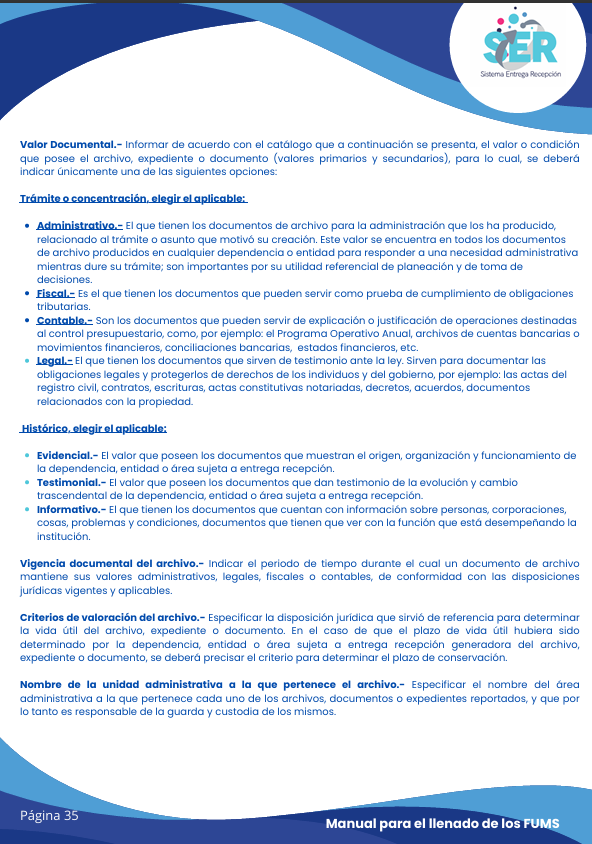 SER
Sistema Entrega Recepción
Valor Documental.- Informar de acuerdo con el catálogo que a continuación se presenta, el valor o condición
que posee el archivo, expediente o documento (valores primarios y secundarios), para lo cual, se deberá
indicar únicamente una de las siguientes opciones:
Trámite o concentración, elegir el aplicable:
• Administrativo.- El que tienen los documentos de archivo para la administración que los ha producido,
relacionado al trámite o asunto que motivó su creación. Este valor se encuentra en todos los documentos
de archivo producidos en cualquier dependencia o entidad para responder a una necesidad administrativa
mientras dure su trámite; son importantes por su utilidad referencial de planeación y de toma de
decisiones.
• Fiscal.- Es el que tienen los documentos que pueden servir como prueba de cumplimiento de obligaciones
tributarias.
• Contable.- Son los documentos que pueden servir de explicación o justificación de operaciones destinadas
al control presupuestario, como, por ejemplo: el Programa Operativo Anual, archivos de cuentas bancarias o
movimientos financieros, conciliaciones bancarias, estados financieros, etc.
• Legal.- El que tienen los documentos que sirven de testimonio ante la ley. Sirven para documentar las
obligaciones legales y protegerlos de derechos de los individuos y del gobierno, por ejemplo: las actas del
registro civil, contratos, escrituras, actas constitutivas notariadas, decretos, acuerdos, documentos
relacionados con la propiedad.
Histórico, elegir el aplicable:
• Evidencial.- El valor que poseen los documentos que muestran el origen, organización y funcionamiento de
la dependencia, entidad o área sujeta a entrega recepción.
• Testimonial.- El valor que poseen los documentos que dan testimonio de la evolución y cambio
trascendental de la dependencia, entidad o área sujeta a entrega recepción.
• Informativo.- El que tienen los documentos que cuentan con información sobre personas, corporaciones,
cosas, problemas y condiciones, documentos que tienen que ver con la función que está desempeñando la
institución.
Vigencia documental del archivo.- Indicar el periodo de tiempo durante el cual un documento de archivo
mantiene sus valores administrativos, legales, fiscales o contables, de conformidad con las disposiciones
jurídicas vigentes y aplicables.
Criterios de valoración del archivo.- Especificar la disposición jurídica que sirvió de referencia para determinar
la vida útil del archivo, expediente o documento. En el caso de que el plazo de vida útil hubiera sido
determinado por la dependencia, entidad o área sujeta a entrega recepción generadora del archivo,
expediente o documento, se deberá precisar el criterio para determinar el plazo de conservación.
Nombre de la unidad administrativa a la que pertenece el archivo.- Especificar el nombre del área
administrativa a la que pertenece cada uno de los archivos, documentos o expedientes reportados, y que por
lo tanto es responsable de la guarda y custodia de los mismos.
Página 35
Manual para el llenado de los FUMS